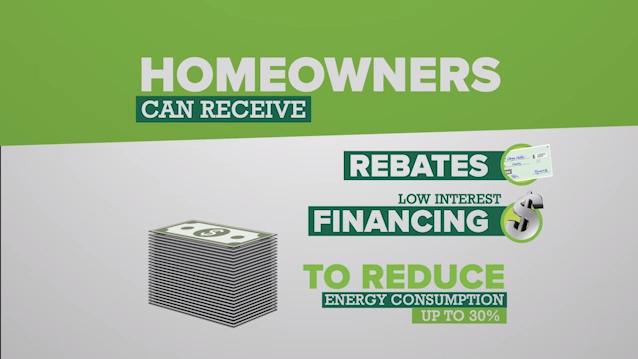 HOMEOWNERS
CAN RECEIVE
REBATES
LOW INTEREST
FINANCING
$
TO REDUCE
ENERGY CONSUMPTION
UP TO 30%